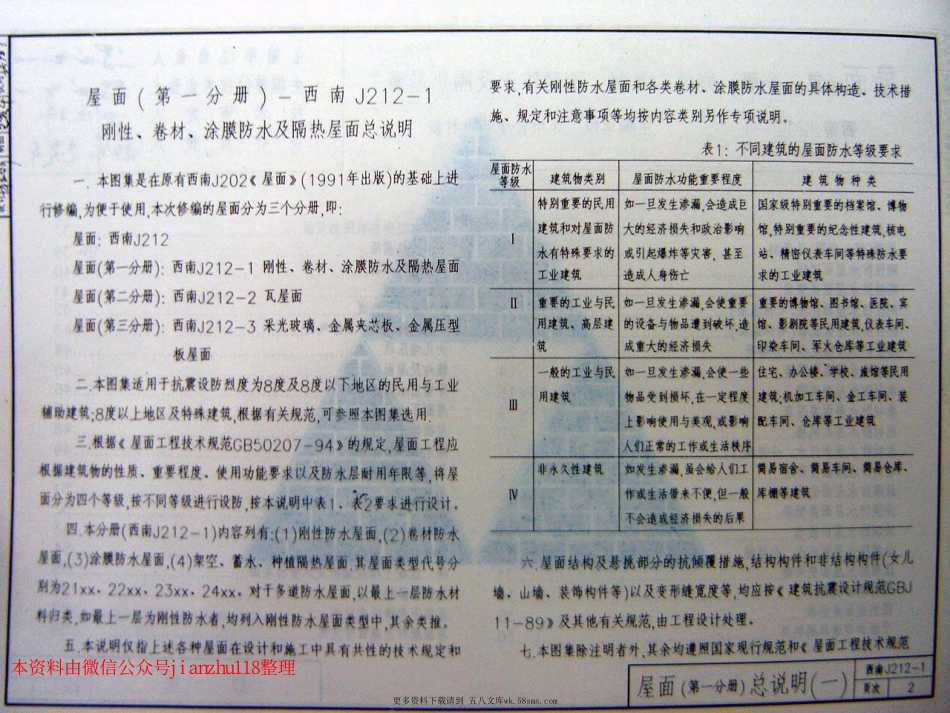 屋面(第一分册)-西南J212-1
刚性、卷材、涂膜防水及隔热屋面总说明
一.本图集是在原有西南J202《屋面》(1991年出版)的基础上进
行修编,为便于使用,本次修编的屋面分为三个分册,即:
屋面: 西南J212
屋面(第一分册): 西南J212-1 刚性、卷材、涂膜防水及隔热屋面
屋面(第二分册): 西南J212-2 瓦屋面
屋面(第三分册): 西南J212-3 采光玻璃、金属夹芯板、金属压型
板屋面
二.本图集适用于抗震设防烈度为8度及8度以下地区的民用与工业
辅助建筑;8度以上地区及特殊建筑,根据有关规范,可参照本图集选用.
三.根据《屋面工程技术规范GB50207-94》的规定,屋面工程应
根据建筑物的性质、重要程度、使用功能要求以及防水层耐用年限等,将屋
面分为四个等级,按不同等级进行设防,按本说明中表1、表2要求进行设计。
四.本分册(西南J212-1)内容列有:(1)刚性防水屋面,(2)卷材防水
屋面,(3)涂膜防水屋面,(4)架空、蓄水、种植隔热屋面.其屋面类型代号分
别为21xx、22xx、23xx、24xx。对于多道防水屋面,以最上一层防水材
料归类,如最上一层为刚性防水者,均列入刚性防水屋面类型中,其余类推。
五.本说明仅指上述各种屋面在设计和施工中具有共性的技术规定和
要求,有关刚性防水屋面和各类卷材、涂膜防水屋面的具体构造、技术措
施、规定和注意事项等均按内容类别另作专项说明。
表1: 不同建筑的屋面防水等级要求
屋面防水
等级
建筑物类别
屋面防水功能重要程度
建筑物种类
I
特别重要的民用
建筑和对屋面防
水有特殊要求的
工业建筑
如一旦发生渗漏,会造成巨
大的经济损失和政治影响
或引起爆炸等灾害,甚至
造成人身伤亡
国家级特别重要的档案馆、博物
馆,特别重要的纪念性建筑,核电
站、精密仪表车间等特殊防水要
求的工业建筑
II
重要的工业与民
用建筑、高层建
筑
如一旦发生渗漏,会使重要
的设备与物品遭到破坏,造
成重大的经济损失
重要的博物馆、图书馆、医院、宾
馆、影剧院等民用建筑,仪表车间、
印染车间、军火仓库等工业建筑
III
一般的工业与民
用建筑
如一旦发生渗漏,会使一些
物品受到损坏,在一定程度
上影响使用与美观,或影响
人们正常的工作或生活秩序
住宅、办公楼、学校、旅馆等民用
建筑;机加工车间、金工车间、装
配车间、仓库等工业建筑
IV
非永久性建筑
如发生渗漏,虽会给人们工
作或生活带来不便,但一般
不会造成经济损失的后果
简易宿舍、简易车间、简易仓库、
库棚等建筑
六.屋面结构及悬挑部分的抗倾覆措施,结构构件和非结构构件(女儿
墙、山墙、装饰构件等)以及变形缝宽度等,均应按《建筑抗震设计规范GBJ
11-89》及其他有关规范,由工程设计处理。
七.本图集除注明者外,其余均遵照国家现行规范和《屋面工程技术规范
屋面(第一分册)总说明(一)
西南J212-1
页次 2
本资料由微信公众号jianzhu118整理
更多资料下载请到 五八文库wk.58sms.com